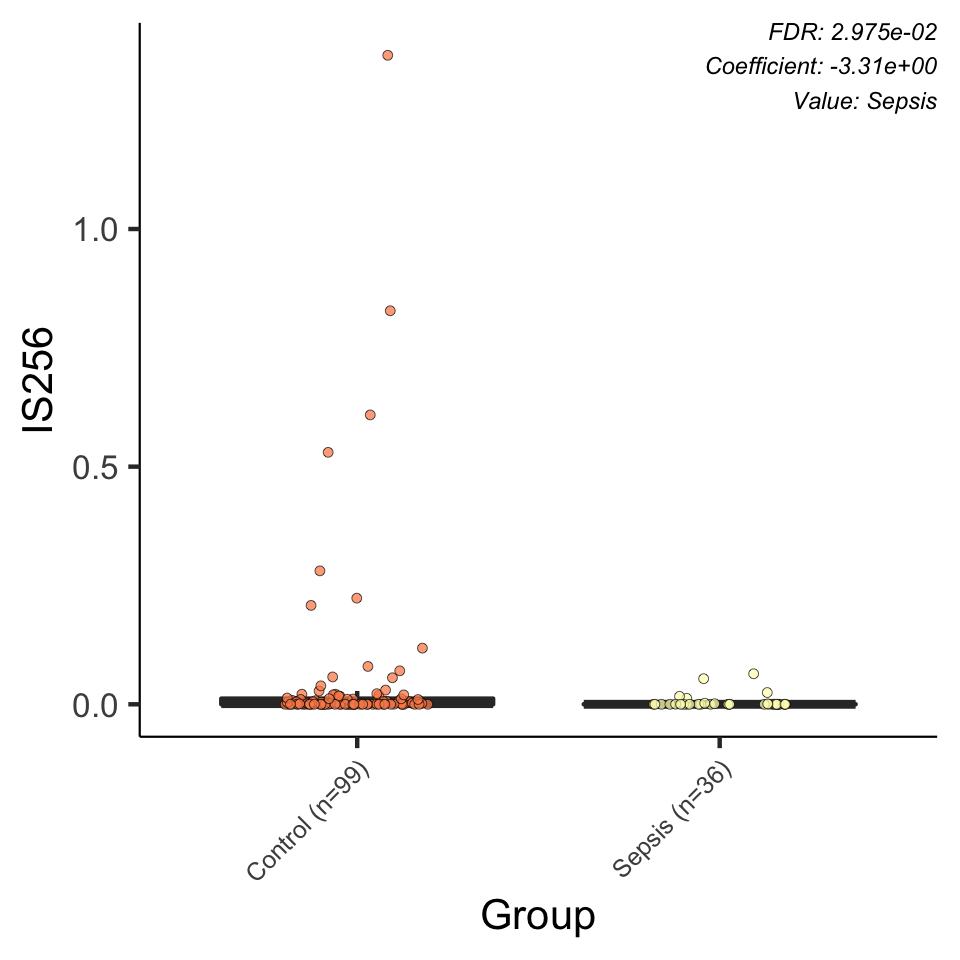 FDR: 2.975e-02
Coefficient: -3.31e+00
Value: Sepsis
IS256
1.0
0.5
0.0
Control (n=99)
Sepsis (n=36)
Group